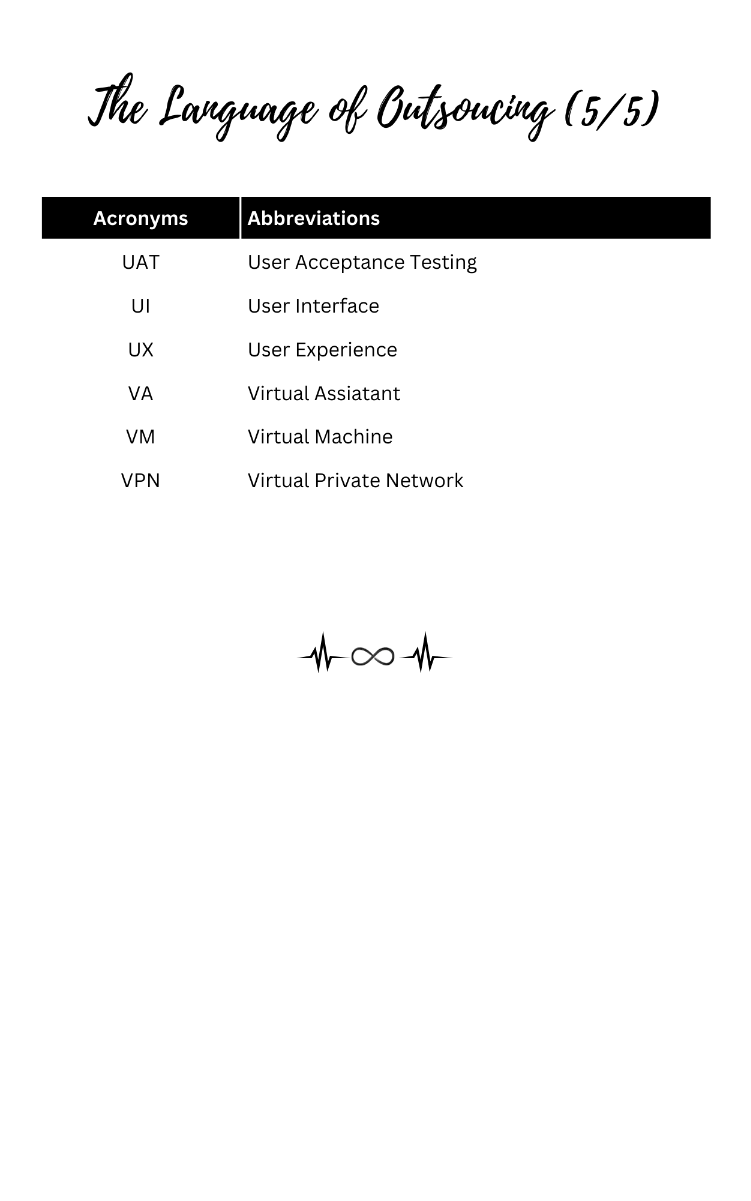 The Language of Outsoucing (5/5)
Acronyms Abbreviations
UAT User Acceptance Testing
UI User Interface
UX User Experience
VA Virtual Assiatant
VM Virtual Machine
VPN Virtual Private Network